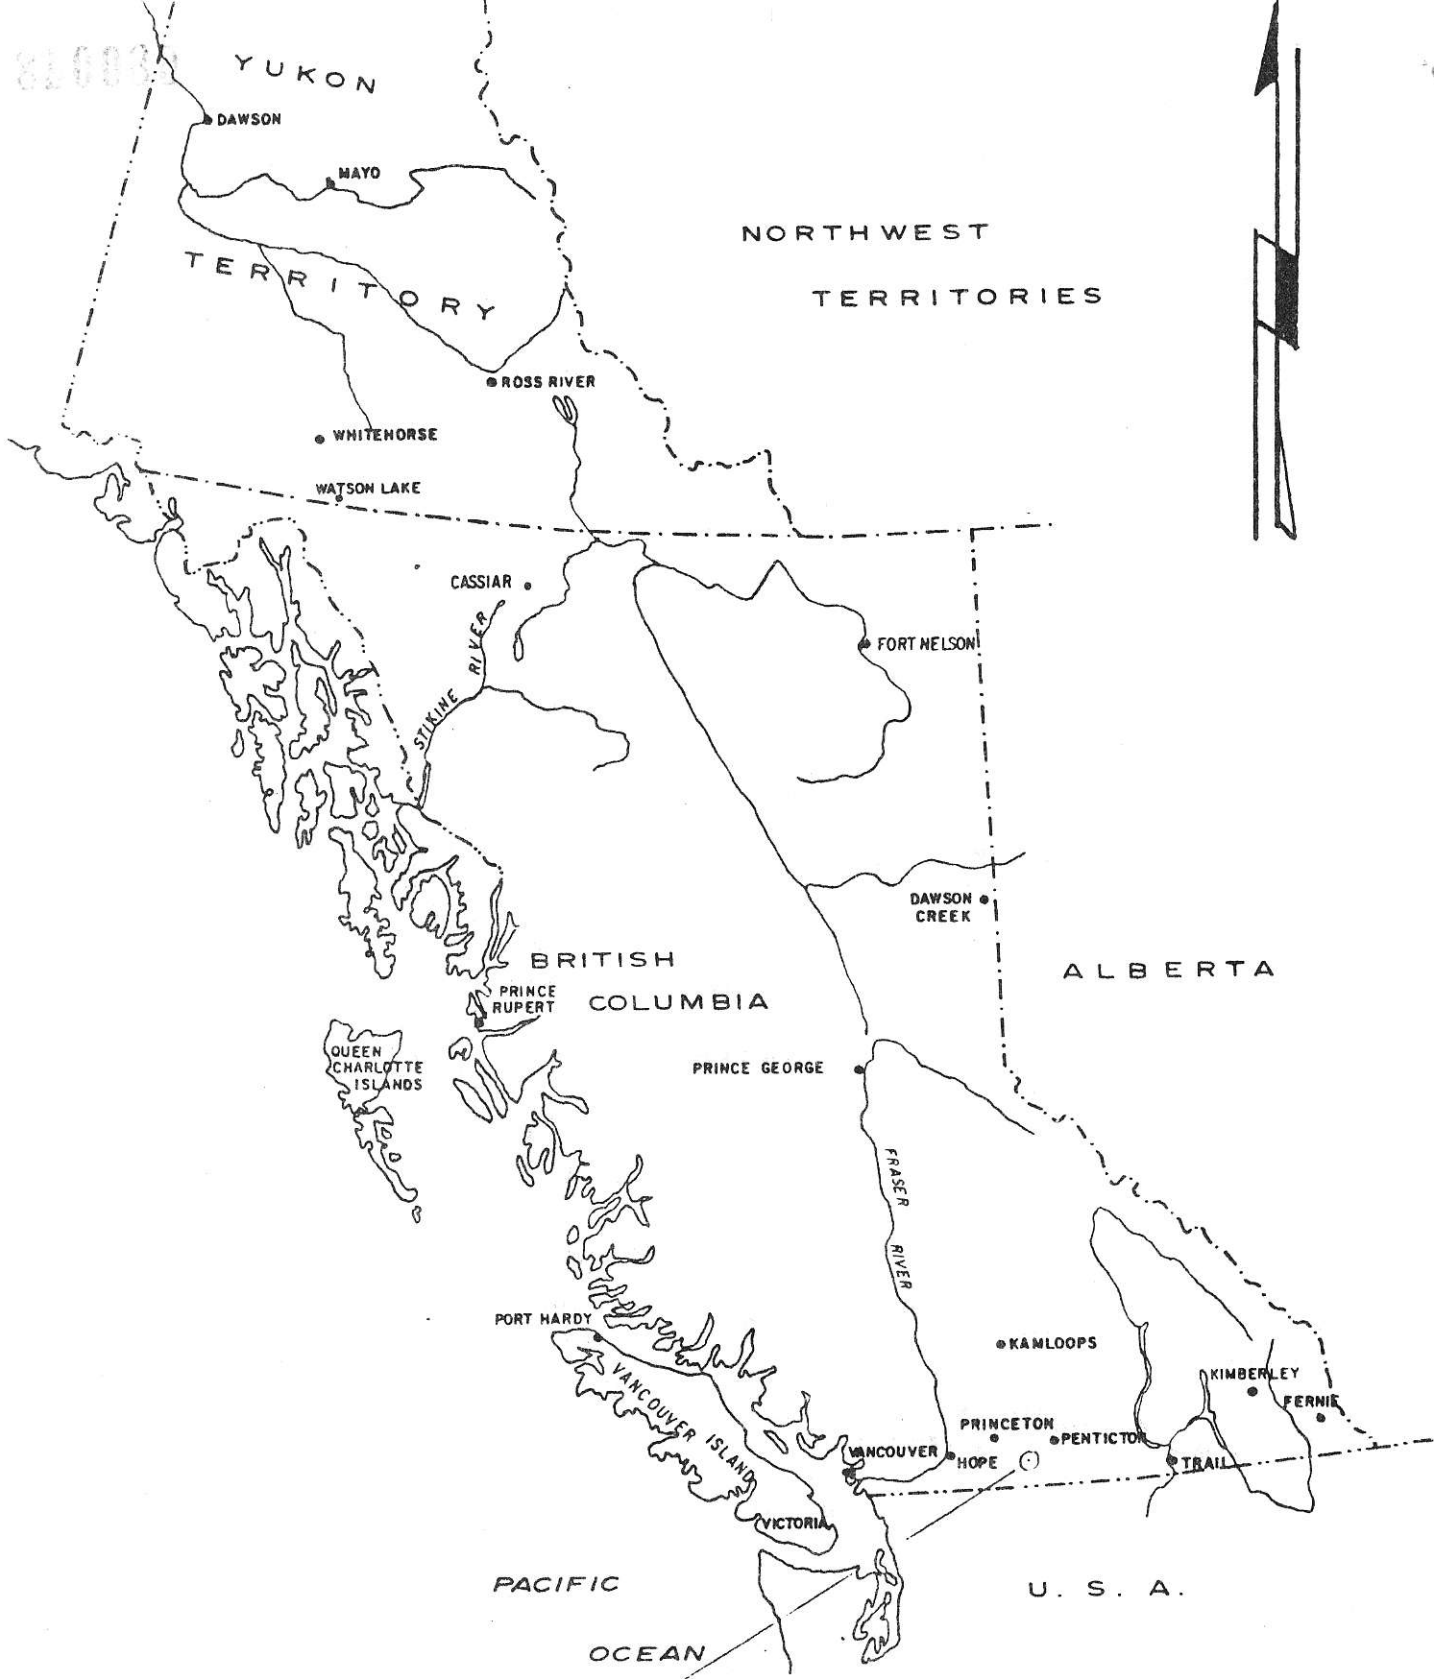 YUKON
DAWSON
MAYO
NORTHWEST
TERRITORY
TERRITORIES
ROSS RIVER
WHITEHORSE
WATSON LAKE
CASSIAR
STIKINE RIVER
FORT NELSON
DAWSON
CREEK
BRITISH
COLUMBIA
ALBERTA
PRINCE
RUPERT
QUEEN
CHARLOTTE
ISLANDS
PRINCE GEORGE
FRASER RIVER
PORT HARDY
VANCOUVER ISLAND
KAMLOOPS
KIMBERLEY
FERNIE
PRINCETON
PENTICTON
VANCOUVER
HOPE
TRAIL
VICTORIA
PACIFIC
OCEAN
U. S. A.